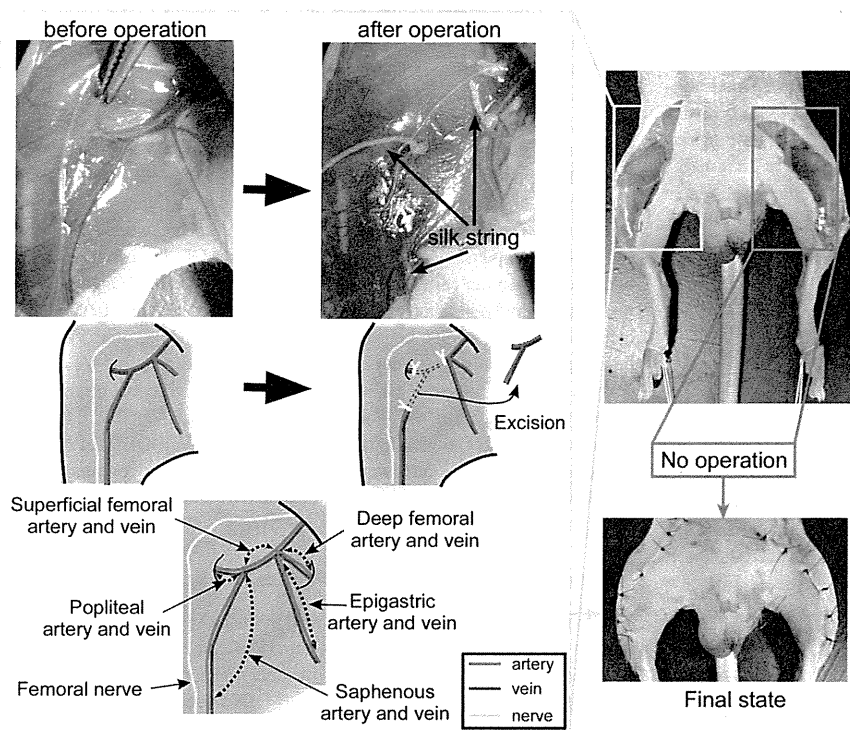 before operation
after operation
silk string
Excision
No operation
Superficial femoral
artery and vein
Deep femoral
artery and vein
Popliteal
artery and vein
Epigastric
artery and vein
Femoral nerve
Saphenous
artery and vein
artery
vein
nerve
Final state